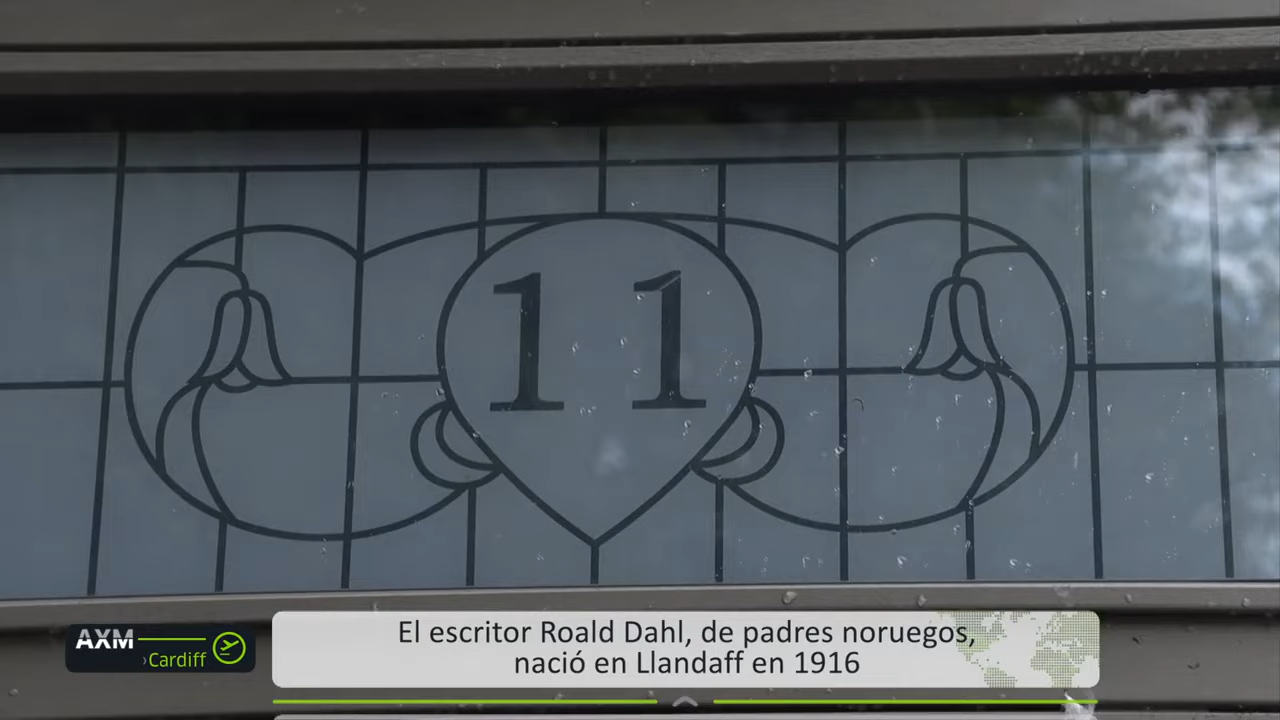 11
AXM
›Cardiff
El escritor Roald Dahl, de padres noruegos,
nació en Llandaff en 1916